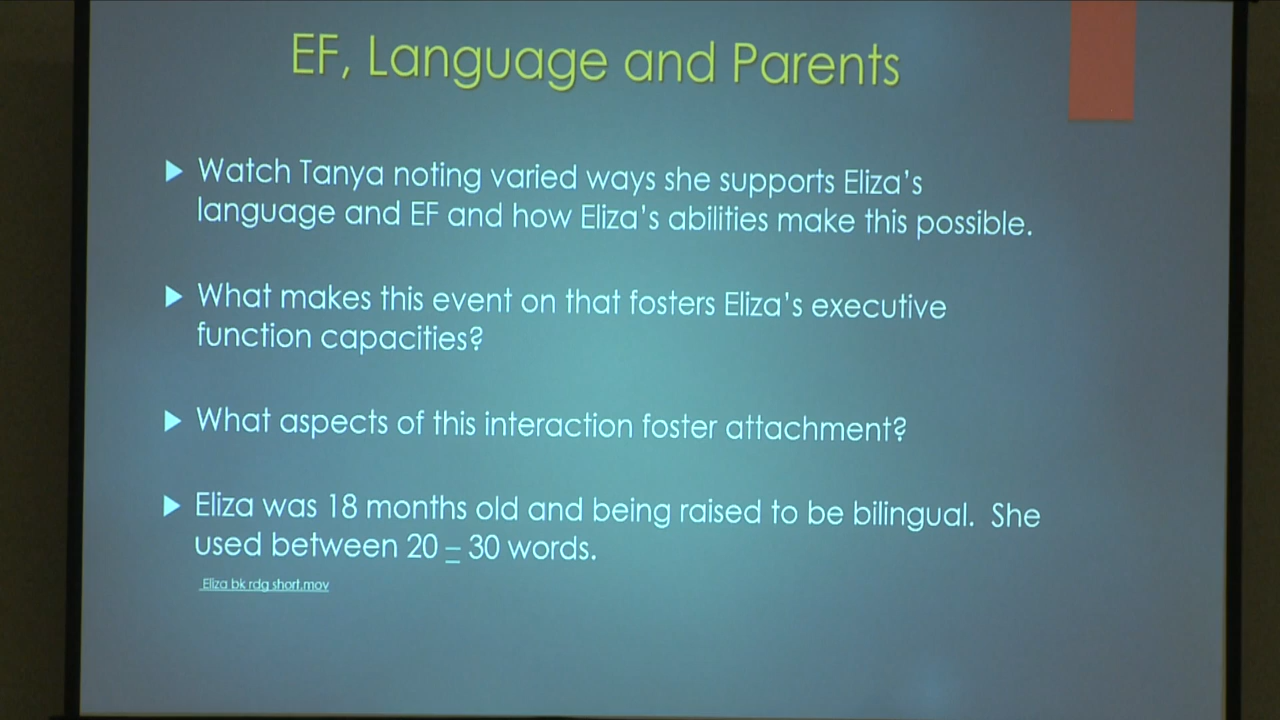 EF, Language and Parents
Watch Tanya noting varied ways she supports Eliza's
language and EF and how Eliza's abilities make this possible.
What makes this event on that fosters Eliza's executive
function capacities?
What aspects of this interaction foster attachment?
Eliza was 18 months old and being raised to be bilingual. She
used between 20 – 30 words.
Eliza bk rdg short.mov